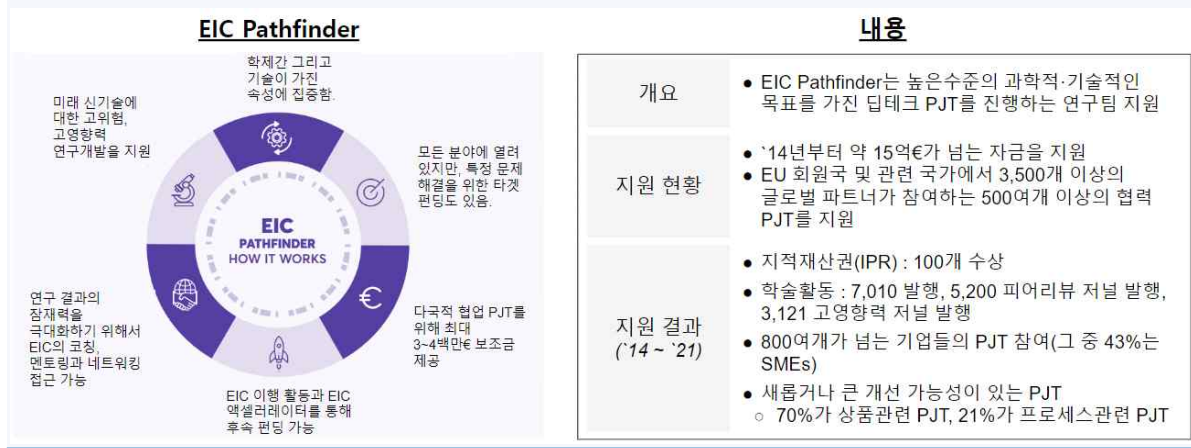 EIC Pathfinder
학제간 그리고
기술이 가진
속성에 집중함.
미래 신기술에
대한 고위험,
고영향력
연구개발을 지원
모든 분야에 열려
있지만, 특정 문제
해결을 위한 타겟
펀딩도 있음.
EIC
PATHFINDER
HOW IT WORKS
€
연구 결과의
잠재력을
극대화하기 위해서
EIC의 코칭,
멘토링과 네트워킹
접근 가능
다국적 협업 PJT를
위해 최대
3~4백만€ 보조금
제공
EIC 이행 활동과 EIC
액셀러레이터를 통해
후속 펀딩 가능
내용
개요
● EIC Pathfinder는 높은수준의 과학적·기술적인
목표를 가진 딥테크 PJT를 진행하는 연구팀 지원
지원 현황
● `14년부터 약 15억€가 넘는 자금을 지원
● EU 회원국 및 관련 국가에서 3,500개 이상의
글로벌 파트너가 참여하는 500여개 이상의 협력
PJT를 지원
지원 결과
(`14 ~ `21)
● 지적재산권(IPR) : 100개 수상
● 학술활동 : 7,010 발행, 5,200 피어리뷰 저널 발행,
3,121 고영향력 저널 발행
● 800여개가 넘는 기업들의 PJT 참여(그 중 43%는
SMEs)
● 새롭거나 큰 개선 가능성이 있는 PJT
○ 70%가 상품관련 PJT, 21%가 프로세스관련 PJT